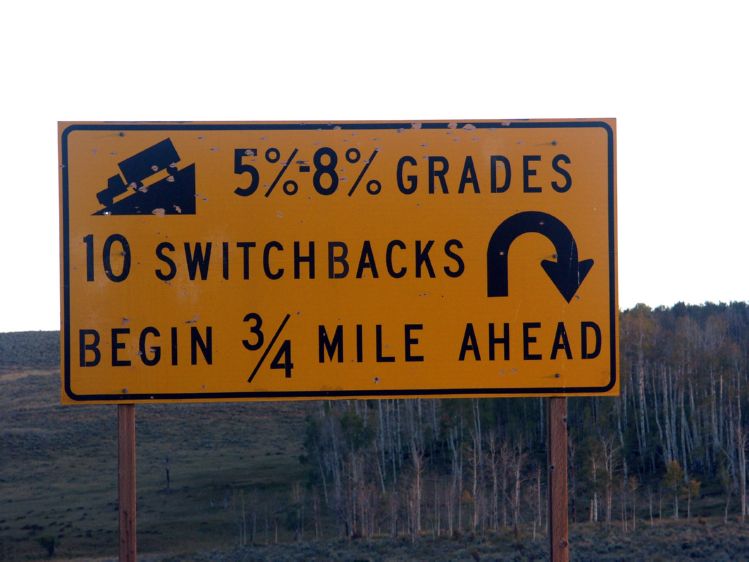 5%-8% GRADES
10 SWITCHBACKS
BEGIN 3/4 MILE AHEAD